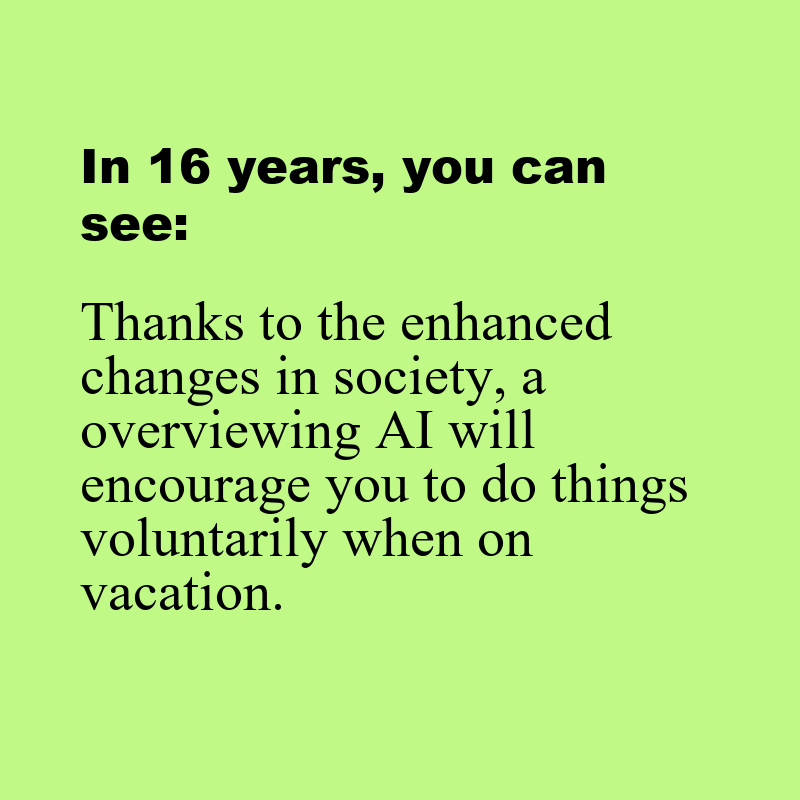 In 16 years, you can
see:
Thanks to the enhanced
changes in society, a
overviewing AI will
encourage you to do things
voluntarily when on
vacation.